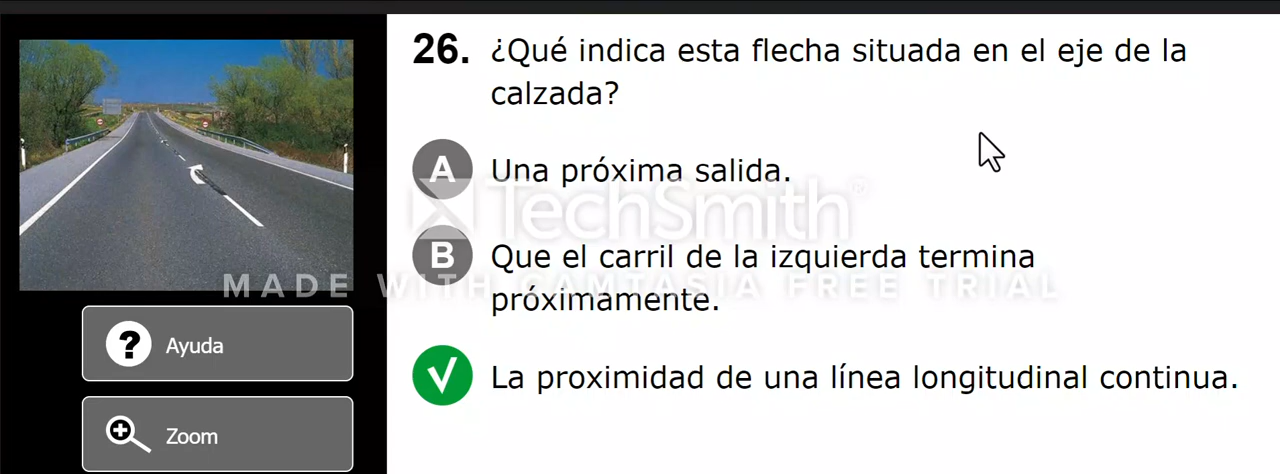 26. ¿Qué indica esta flecha situada en el eje de la
calzada?
A Una próxima salida.
TechSmith®
B Que el carril de la izquierda termina
MADE WITH CAMTASIA FREE TRIAL
próximamente.
La proximidad de una línea longitudinal continua.
? Ayuda
Zoom